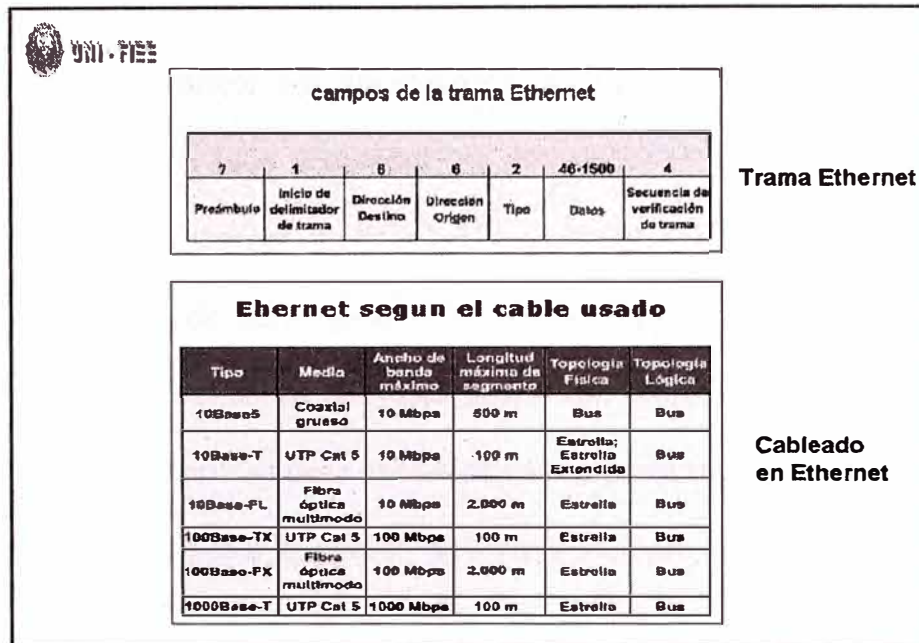 UNI - FIEE
campos de la trama Ethernet
7 1 6 6 2 46-1500 4
Preámbulo
Inicio de
delimitador
de trama
Dirección
Destino
Dirección
Origen
Tipo
Datos
Secuencia de
verificación
de trama
Trama Ethernet
Ehernet segun el cable usado
Tipo
Media
Ancho de
banda
máximo
Longitud
máxima de
segmento
Topología
Física
Topología
Lógica
10Base5
Coaxial
grueso
10 Mbps
500 m
Bus
Bus
10Base-T
UTP Cat 5
10 Mbps
100 m
Estrella;
Estrella
Extendida
Bus
10Base-FL
Fibra
óptica
multimodo
10 Mbps
2.000 m
Estrella
Bus
100Base-TX
UTP Cat 5
100 Mbps
100 m
Estrella
Bus
100Base-FX
Fibra
óptica
multimodo
100 Mbps
2.000 m
Estrella
Bus
1000Base-T
UTP Cat 5
1000 Mbps
100 m
Estrella
Bus
Cableado
en Ethernet